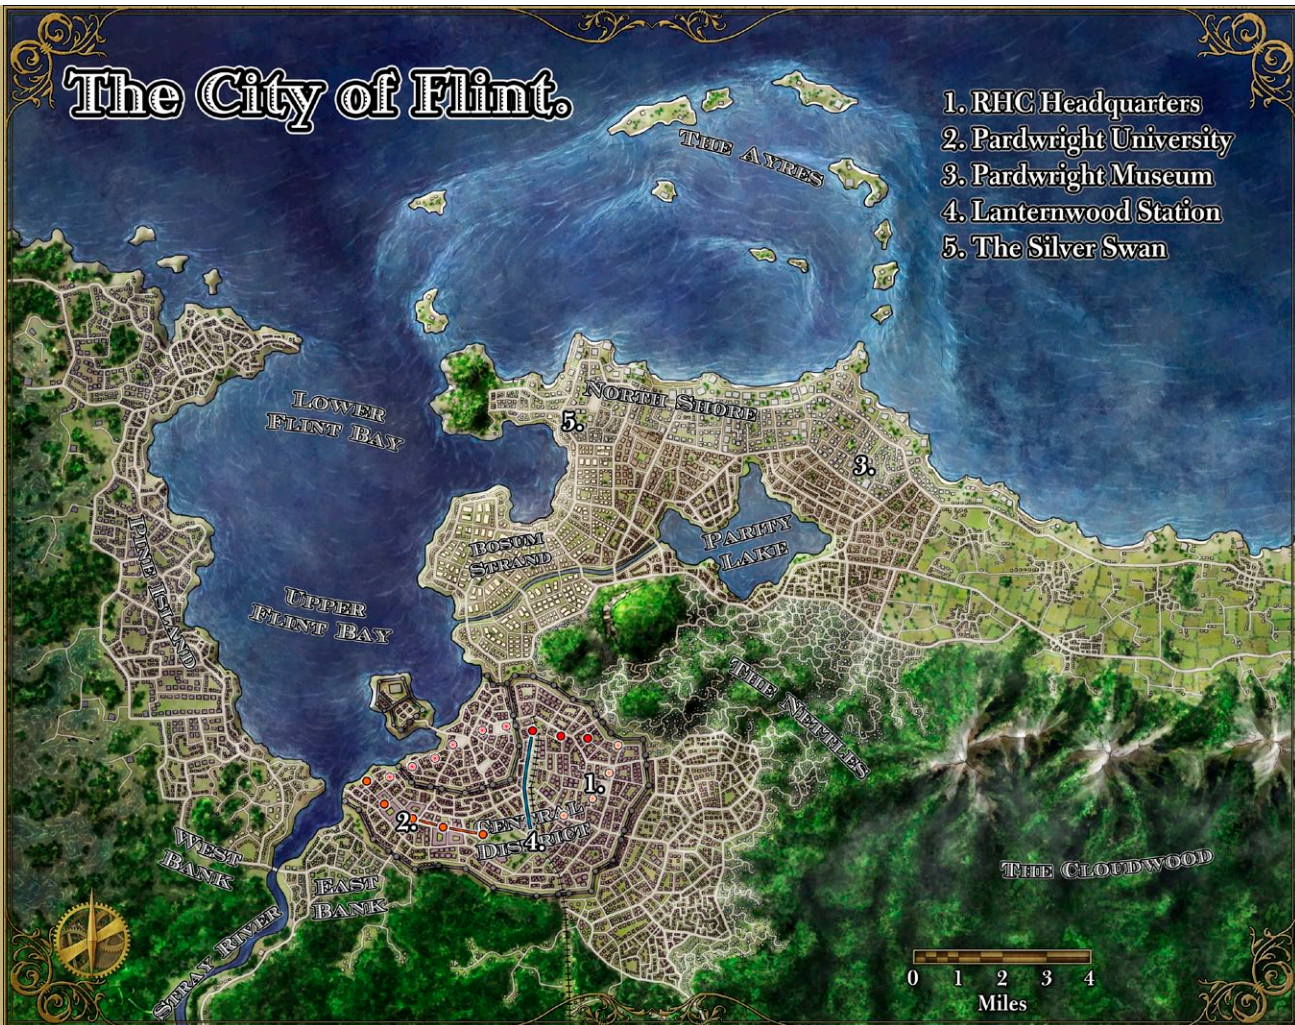 The City of Flint.
1. RHC Headquarters
2. Pardwright University
3. Pardwright Museum
4. Lanternwood Station
5. The Silver Swan
The Ayres
Lower
Flint Bay
North Shore
5.
3.
Pine Island
Bosum
Strand
Parity
Lake
Upper
Flint Bay
The Nettles
1.
2.
Central
District
4.
West
Bank
East
Bank
The Cloudwood
Stray River
0 1 2 3 4
Miles